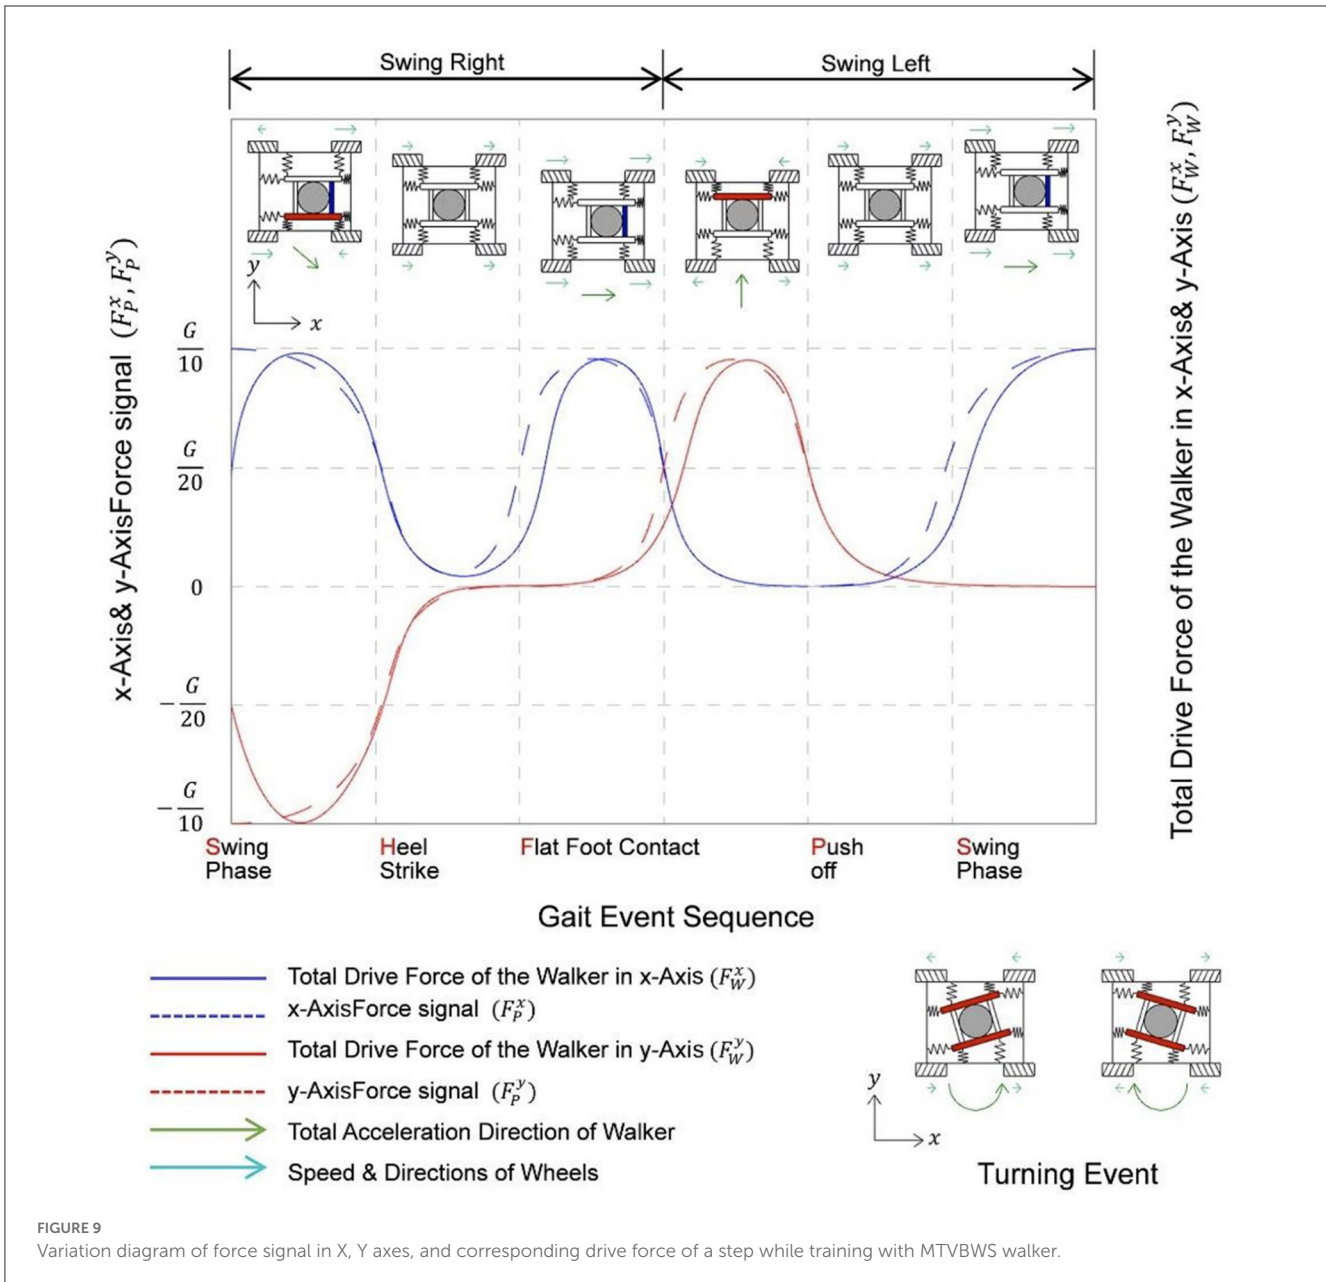 Swing Right
Swing Left
x-Axis& y-AxisForce signal (F_P^x, F_P^y)
Total Drive Force of the Walker in x-Axis& y-Axis (F_W^x, F_W^y)
y
x
G/10
G/20
0
-G/20
-G/10
Swing
Phase
Heel
Strike
Flat Foot Contact
Push
off
Swing
Phase
Gait Event Sequence
Total Drive Force of the Walker in x-Axis (F_W^x)
x-AxisForce signal (F_P^x)
Total Drive Force of the Walker in y-Axis (F_W^y)
y-AxisForce signal (F_P^y)
Total Acceleration Direction of Walker
Speed & Directions of Wheels
y
x
Turning Event
FIGURE 9
Variation diagram of force signal in X, Y axes, and corresponding drive force of a step while training with MTVBWS walker.